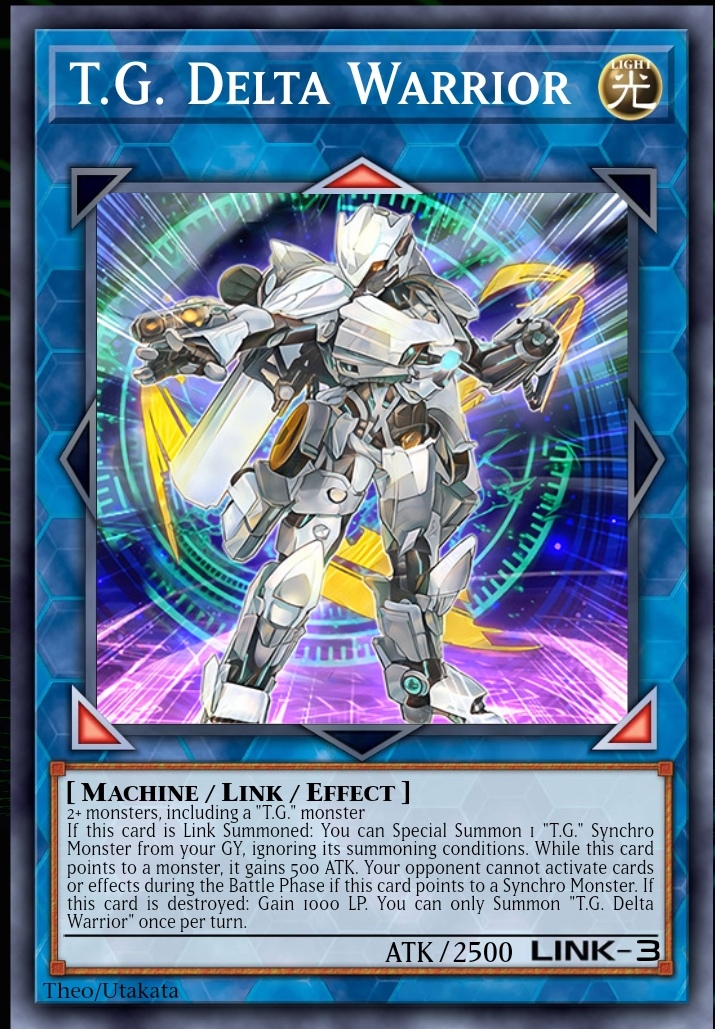 T.G. Delta Warrior
LIGHT
光
[ Machine / Link / Effect ]
2+ monsters, including a "T.G." monster
If this card is Link Summoned: You can Special Summon 1 "T.G." Synchro
Monster from your GY, ignoring its summoning conditions. While this card
points to a monster, it gains 500 ATK. Your opponent cannot activate cards
or effects during the Battle Phase if this card points to a Synchro Monster. If
this card is destroyed: Gain 1000 LP. You can only Summon "T.G. Delta
Warrior" once per turn.
ATK/2500 LINK-3
Theo/Utakata